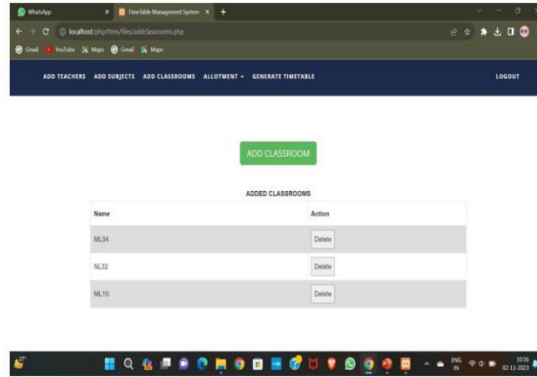 WhatsApp
TimeTable Management System
localhost/php/ttms/files/addclassrooms.php
Gmail YouTube Maps Gmail Maps
ADD TEACHERS ADD SUBJECTS ADD CLASSROOMS ALLOTMENT GENERATE TIMETABLE LOGOUT
ADD CLASSROOM
ADDED CLASSROOMS
Name Action
ML04 Delete
NL32 Delete
ML10 Delete
ENG 10:56
IN 02-11-2023